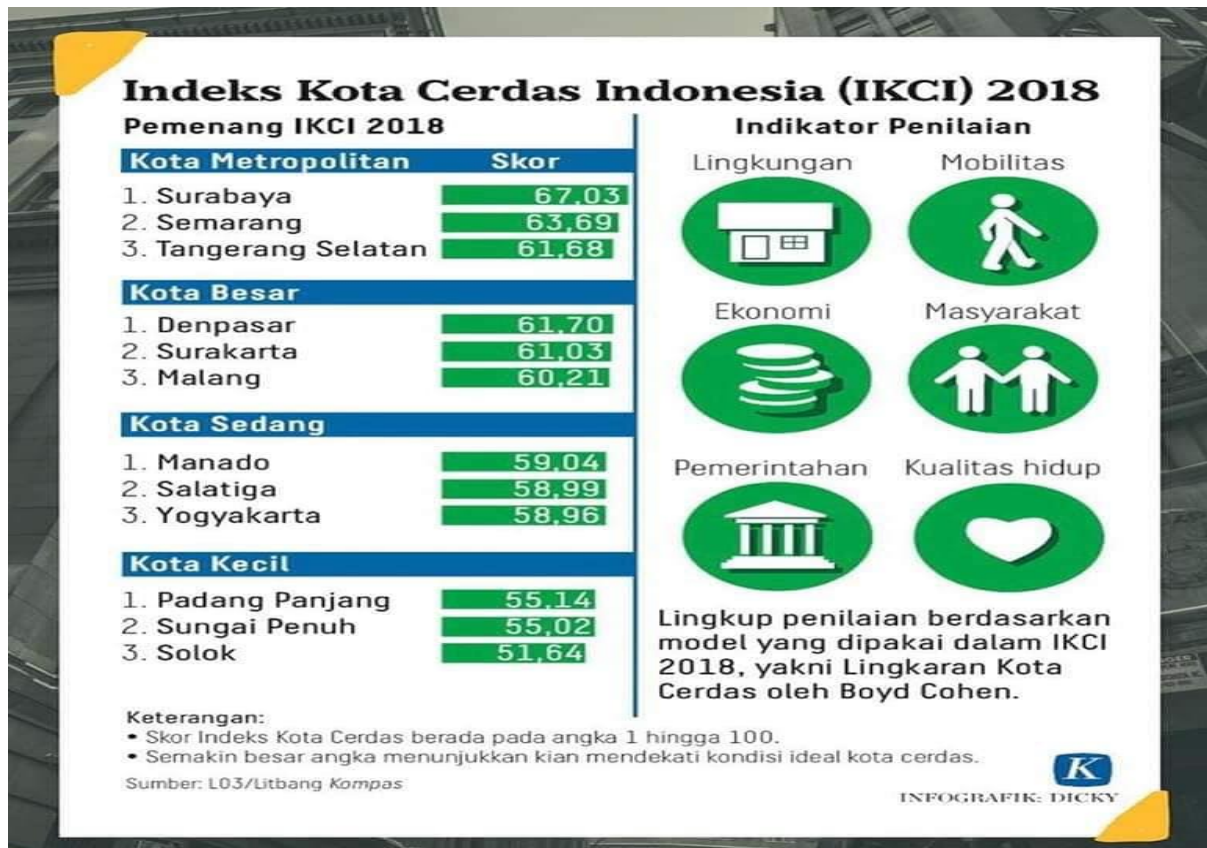 Indeks Kota Cerdas Indonesia (IKCI) 2018
Pemenang IKCI 2018
Kota Metropolitan Skor
1. Surabaya 67,03
2. Semarang 63,69
3. Tangerang Selatan 61,68
Kota Besar
1. Denpasar 61,70
2. Surakarta 61,03
3. Malang 60,21
Kota Sedang
1. Manado 59,04
2. Salatiga 58,99
3. Yogyakarta 58,96
Kota Kecil
1. Padang Panjang 55,14
2. Sungai Penuh 55,02
3. Solok 51,64
Indikator Penilaian
Lingkungan Mobilitas
Ekonomi Masyarakat
Pemerintahan Kualitas hidup
Lingkup penilaian berdasarkan
model yang dipakai dalam IKCI
2018, yakni Lingkaran Kota
Cerdas oleh Boyd Cohen.
Keterangan:
• Skor Indeks Kota Cerdas berada pada angka 1 hingga 100.
• Semakin besar angka menunjukkan kian mendekati kondisi ideal kota cerdas.
Sumber: L03/Litbang Kompas
K
INFOGRAFIK: DICKY